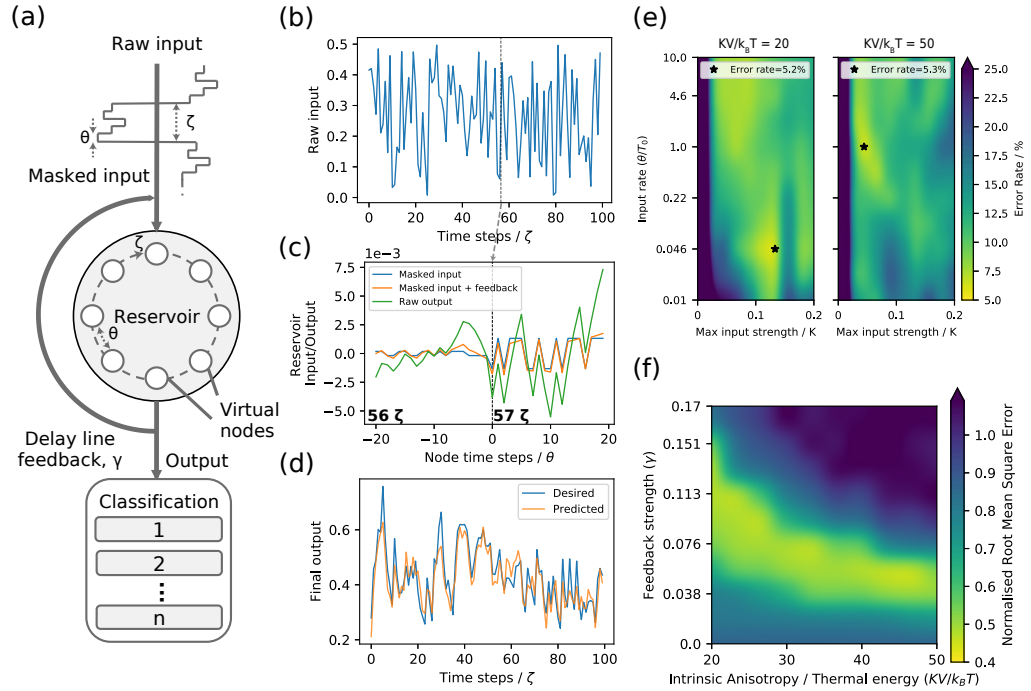 (a)
Raw input
θ
ζ
Masked input
ζ
Reservoir
θ
Virtual
nodes
Delay line
feedback, γ
Output
Classification
1
2
n
(b)
Raw input
0.5
0.4
0.3
0.2
0.1
0.0
0
20
40
60
80
100
Time steps / ζ
(c)
1e−3
Reservoir
Input/Output
7.5
5.0
2.5
0.0
−2.5
−5.0
Masked input
Masked input + feedback
Raw output
56 ζ
57 ζ
−20
−10
0
10
20
Node time steps / θ
(d)
Final output
0.6
0.4
0.2
Desired
Predicted
0
20
40
60
80
100
Time steps / ζ
(e)
KV/k_BT = 20
KV/k_BT = 50
Error rate=5.2%
Error rate=5.3%
Input rate (θ/T₀)
10.0
4.6
1.0
0.22
0.046
0.01
0.0
0.1
0.2
0.0
0.1
0.2
Max input strength / K
Max input strength / K
25.0
22.5
20.0
17.5
15.0
12.5
10.0
7.5
5.0
Error Rate / %
(f)
Feedback strength (γ)
0.17
0.151
0.113
0.076
0.038
0.0
20
30
40
50
Intrinsic Anisotropy / Thermal energy (KV/k_BT)
1.0
0.9
0.8
0.7
0.6
0.5
0.4
Normalised Root Mean Square Error